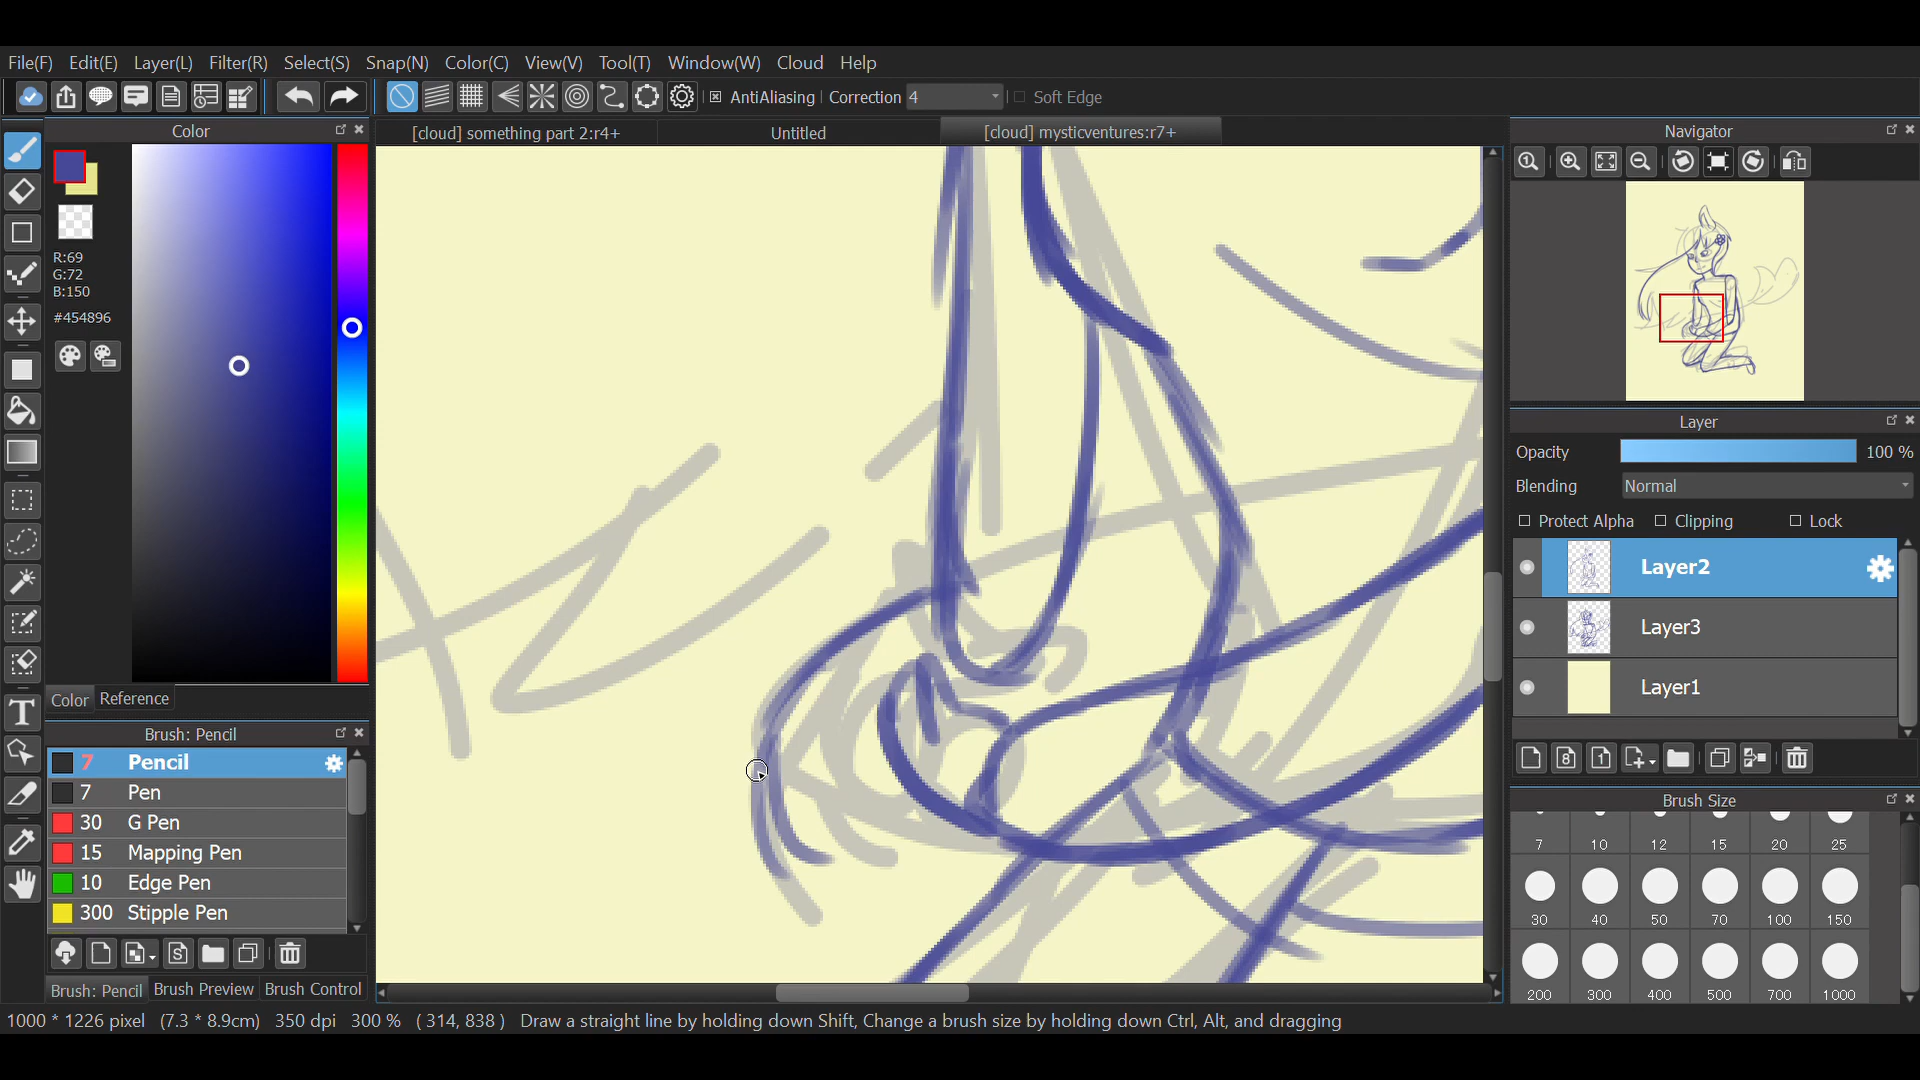 File(F) Edit(E) Layer(L) Filter(R) Select(S) Snap(N) Color(C) View(V) Tool(T) Window(W) Cloud Help
AntiAliasing Correction 4 Soft Edge
Color
[cloud] something part 2:r4+ Untitled [cloud] mysticventures:r7+
Navigator
R:69
G:72
B:150
#454896
Color Reference
Brush: Pencil
7 Pencil
7 Pen
30 G Pen
15 Mapping Pen
10 Edge Pen
300 Stipple Pen
Brush: Pencil Brush Preview Brush Control
Layer
Opacity 100 %
Blending Normal
Protect Alpha Clipping Lock
Layer2
Layer3
Layer1
8 1
Brush Size
7 10 12 15 20 25
30 40 50 70 100 150
200 300 400 500 700 1000
1000 * 1226 pixel (7.3 * 8.9cm) 350 dpi 300 % ( 314, 838 ) Draw a straight line by holding down Shift, Change a brush size by holding down Ctrl, Alt, and dragging